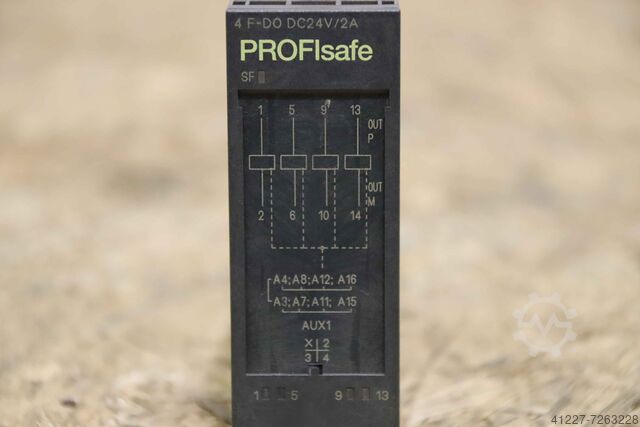 4 F-DO DC24V/2A
PROFIsafe
SF
1 5 9 13
OUT
P
OUT
M
2 6 10 14
A4;A8;A12; A16
A3;A7;A11; A15
AUX1
X 2
3 4
1 5 9 13
41227-7263228